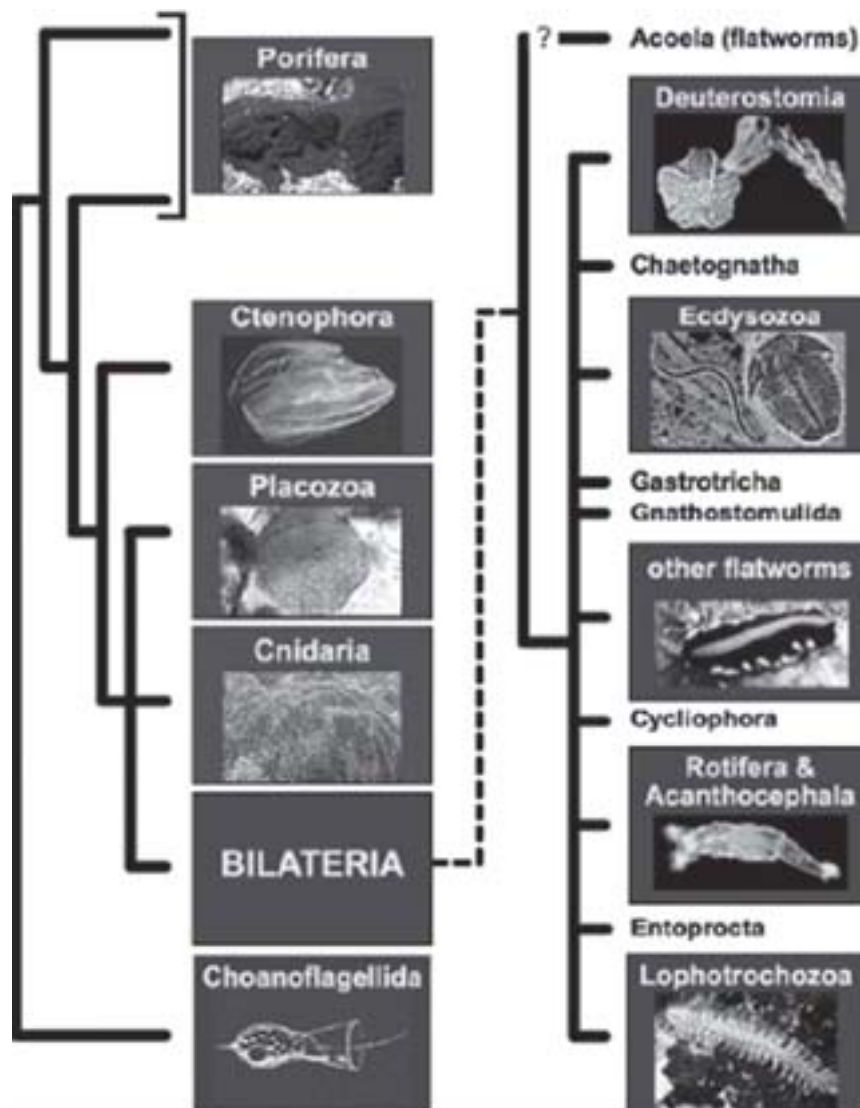 Porifera
Ctenophora
Placozoa
Cnidaria
BILATERIA
Choanoflagellida
? Acoela (flatworms)
Deuterostomia
Chaetognatha
Ecdysozoa
Gastrotricha
Gnathostomulida
other flatworms
Cycliophora
Rotifera &
Acanthocephala
Entoprocta
Lophotrochozoa